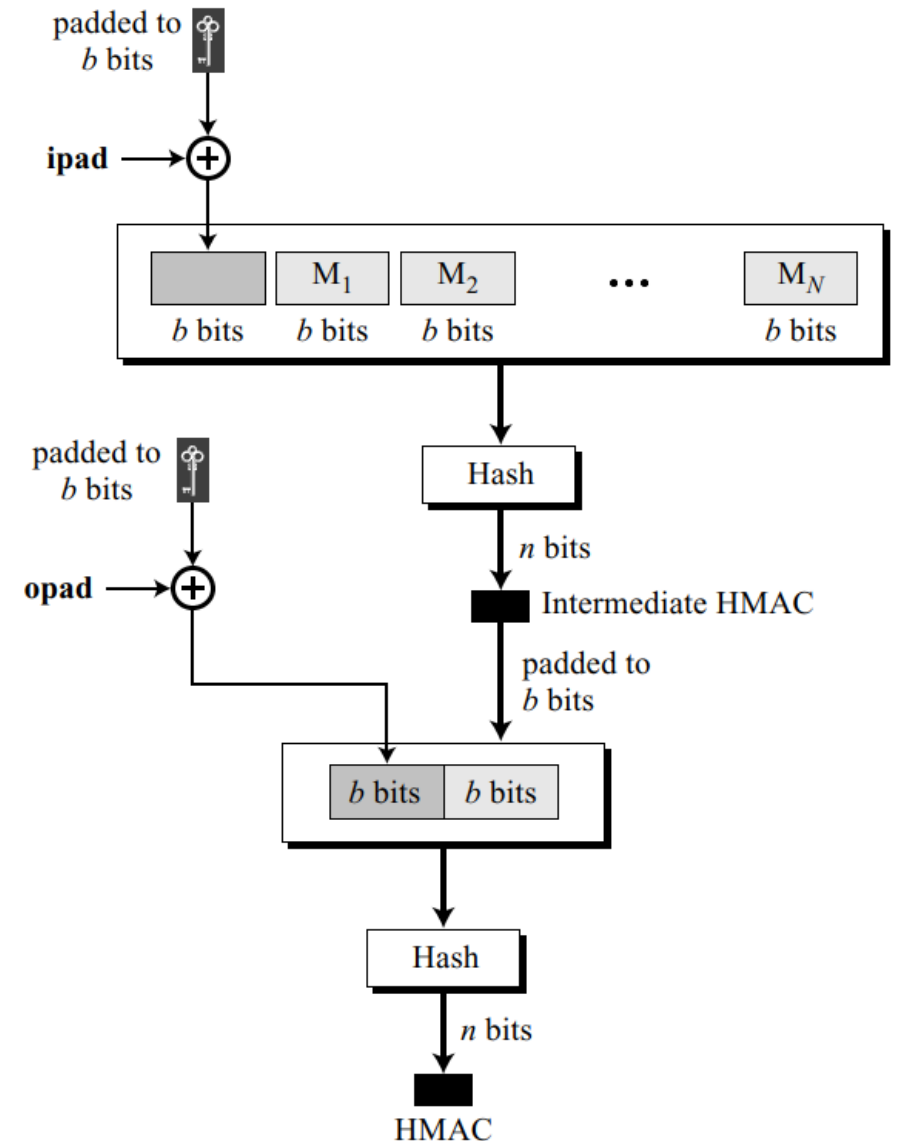 padded to
b bits
ipad
M1 M2 ... MN
b bits b bits b bits b bits
Hash
padded to
b bits
n bits
opad
Intermediate HMAC
padded to
b bits
b bits b bits
Hash
n bits
HMAC